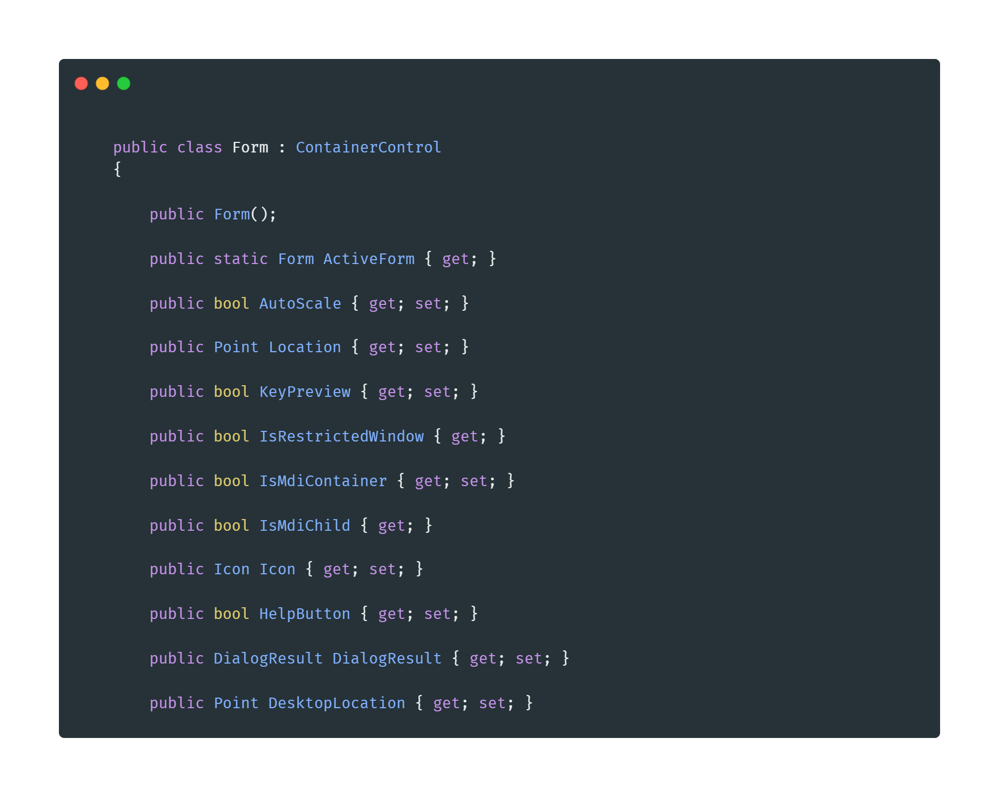 public class Form : ContainerControl
{
public Form();
public static Form ActiveForm { get; }
public bool AutoScale { get; set; }
public Point Location { get; set; }
public bool KeyPreview { get; set; }
public bool IsRestrictedWindow { get; }
public bool IsMdiContainer { get; set; }
public bool IsMdiChild { get; }
public Icon Icon { get; set; }
public bool HelpButton { get; set; }
public DialogResult DialogResult { get; set; }
public Point DesktopLocation { get; set; }